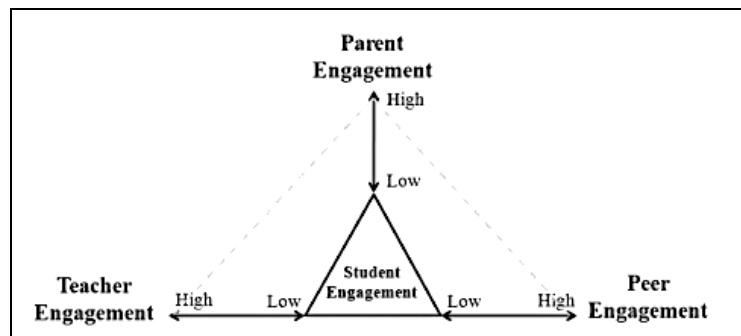 Parent
Engagement
High
Low
Student
Engagement
Teacher
Engagement
High
Low
Low
High
Peer
Engagement